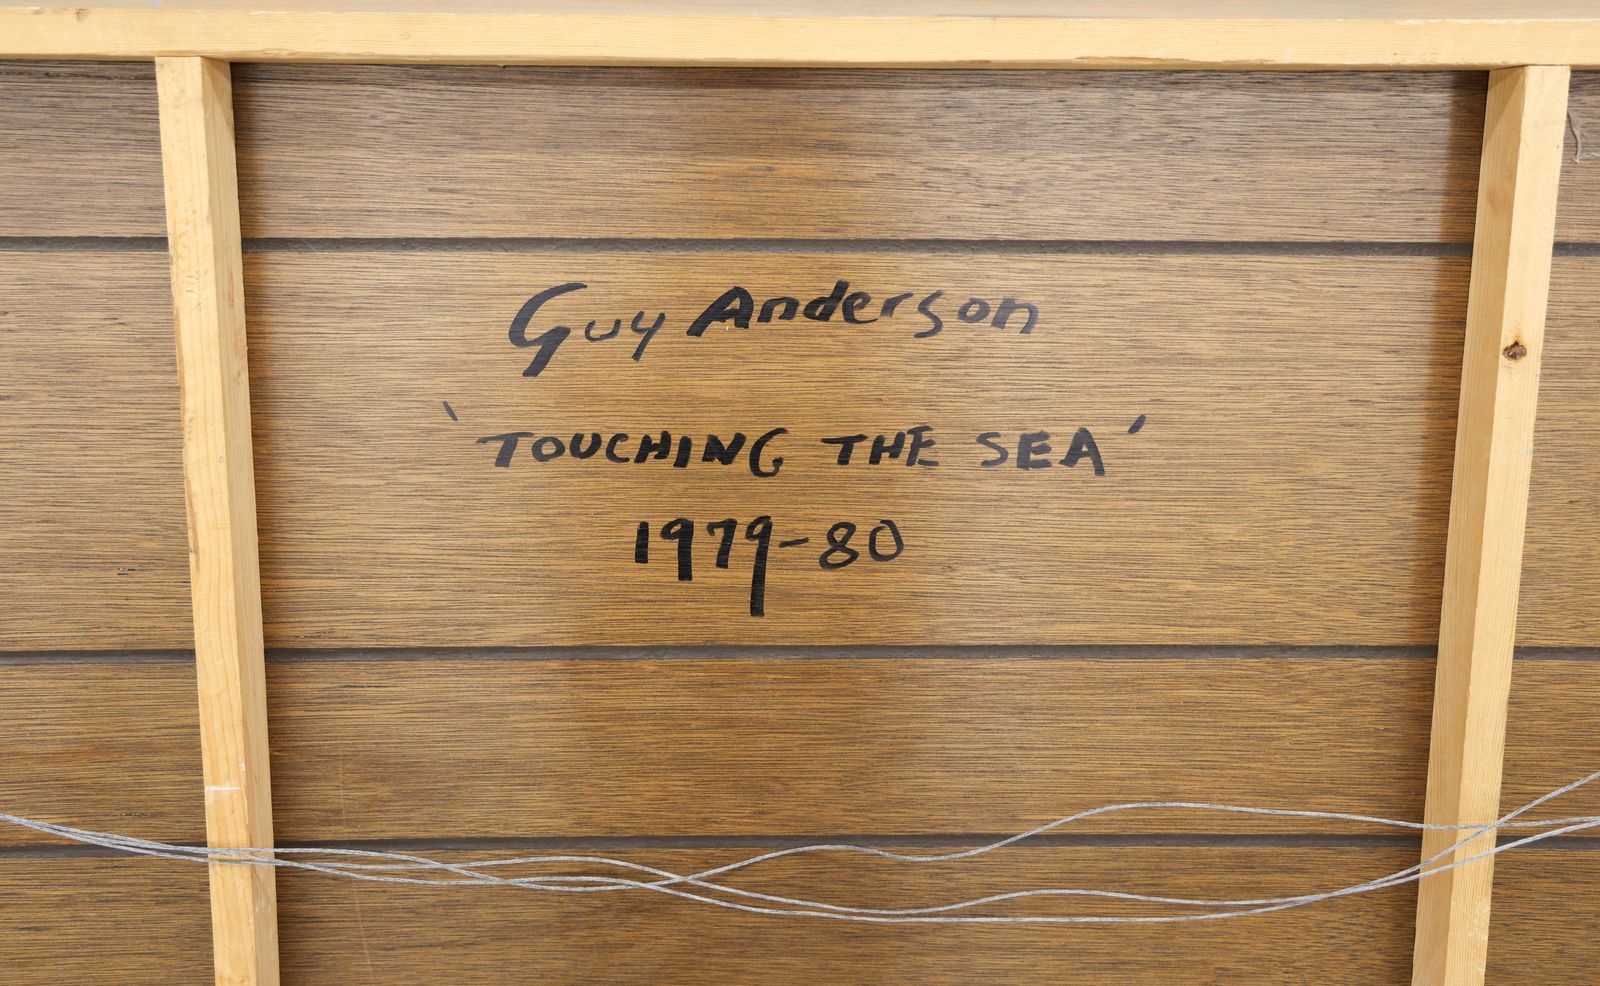 Guy Anderson
'TOUCHING THE SEA'
1979-80